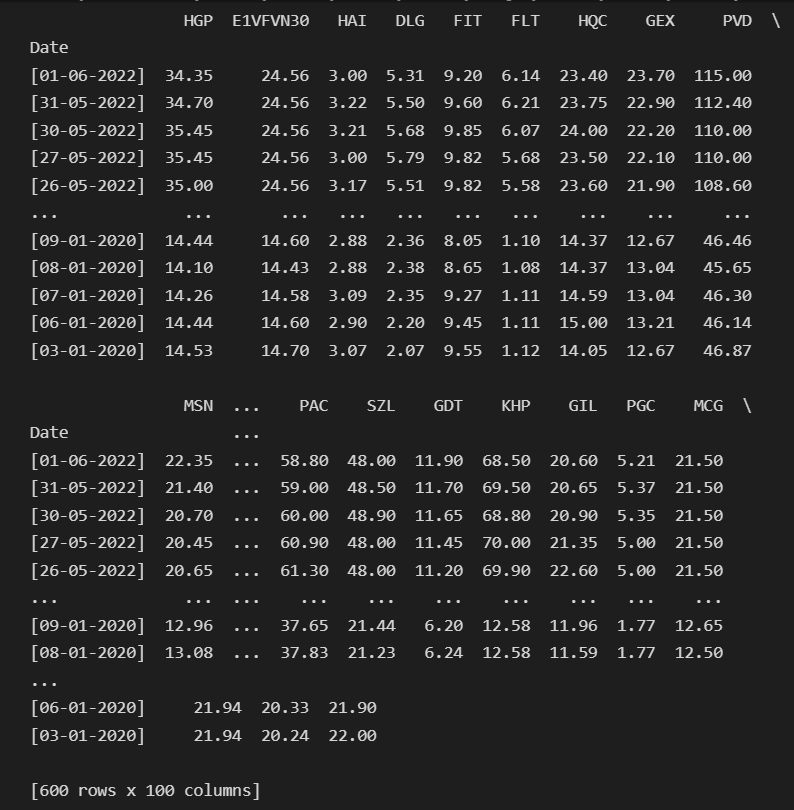 HGP E1VFVN30 HAI DLG FIT FLT HQC GEX PVD \
Date
[01-06-2022] 34.35 24.56 3.00 5.31 9.20 6.14 23.40 23.70 115.00
[31-05-2022] 34.70 24.56 3.22 5.50 9.60 6.21 23.75 22.90 112.40
[30-05-2022] 35.45 24.56 3.21 5.68 9.85 6.07 24.00 22.20 110.00
[27-05-2022] 35.45 24.56 3.00 5.79 9.82 5.68 23.50 22.10 110.00
[26-05-2022] 35.00 24.56 3.17 5.51 9.82 5.58 23.60 21.90 108.60
... ... ... ... ... ... ... ... ... ...
[09-01-2020] 14.44 14.60 2.88 2.36 8.05 1.10 14.37 12.67 46.46
[08-01-2020] 14.10 14.43 2.88 2.38 8.65 1.08 14.37 13.04 45.65
[07-01-2020] 14.26 14.58 3.09 2.35 9.27 1.11 14.59 13.04 46.30
[06-01-2020] 14.44 14.60 2.90 2.20 9.45 1.11 15.00 13.21 46.14
[03-01-2020] 14.53 14.70 3.07 2.07 9.55 1.12 14.05 12.67 46.87
MSN ... PAC SZL GDT KHP GIL PGC MCG \
Date ...
[01-06-2022] 22.35 ... 58.80 48.00 11.90 68.50 20.60 5.21 21.50
[31-05-2022] 21.40 ... 59.00 48.50 11.70 69.50 20.65 5.37 21.50
[30-05-2022] 20.70 ... 60.00 48.90 11.65 68.80 20.90 5.35 21.50
[27-05-2022] 20.45 ... 60.90 48.00 11.45 70.00 21.35 5.00 21.50
[26-05-2022] 20.65 ... 61.30 48.00 11.20 69.90 22.60 5.00 21.50
... ... ... ... ... ... ... ... ... ...
[09-01-2020] 12.96 ... 37.65 21.44 6.20 12.58 11.96 1.77 12.65
[08-01-2020] 13.08 ... 37.83 21.23 6.24 12.58 11.59 1.77 12.50
...
[06-01-2020] 21.94 20.33 21.90
[03-01-2020] 21.94 20.24 22.00
[600 rows x 100 columns]